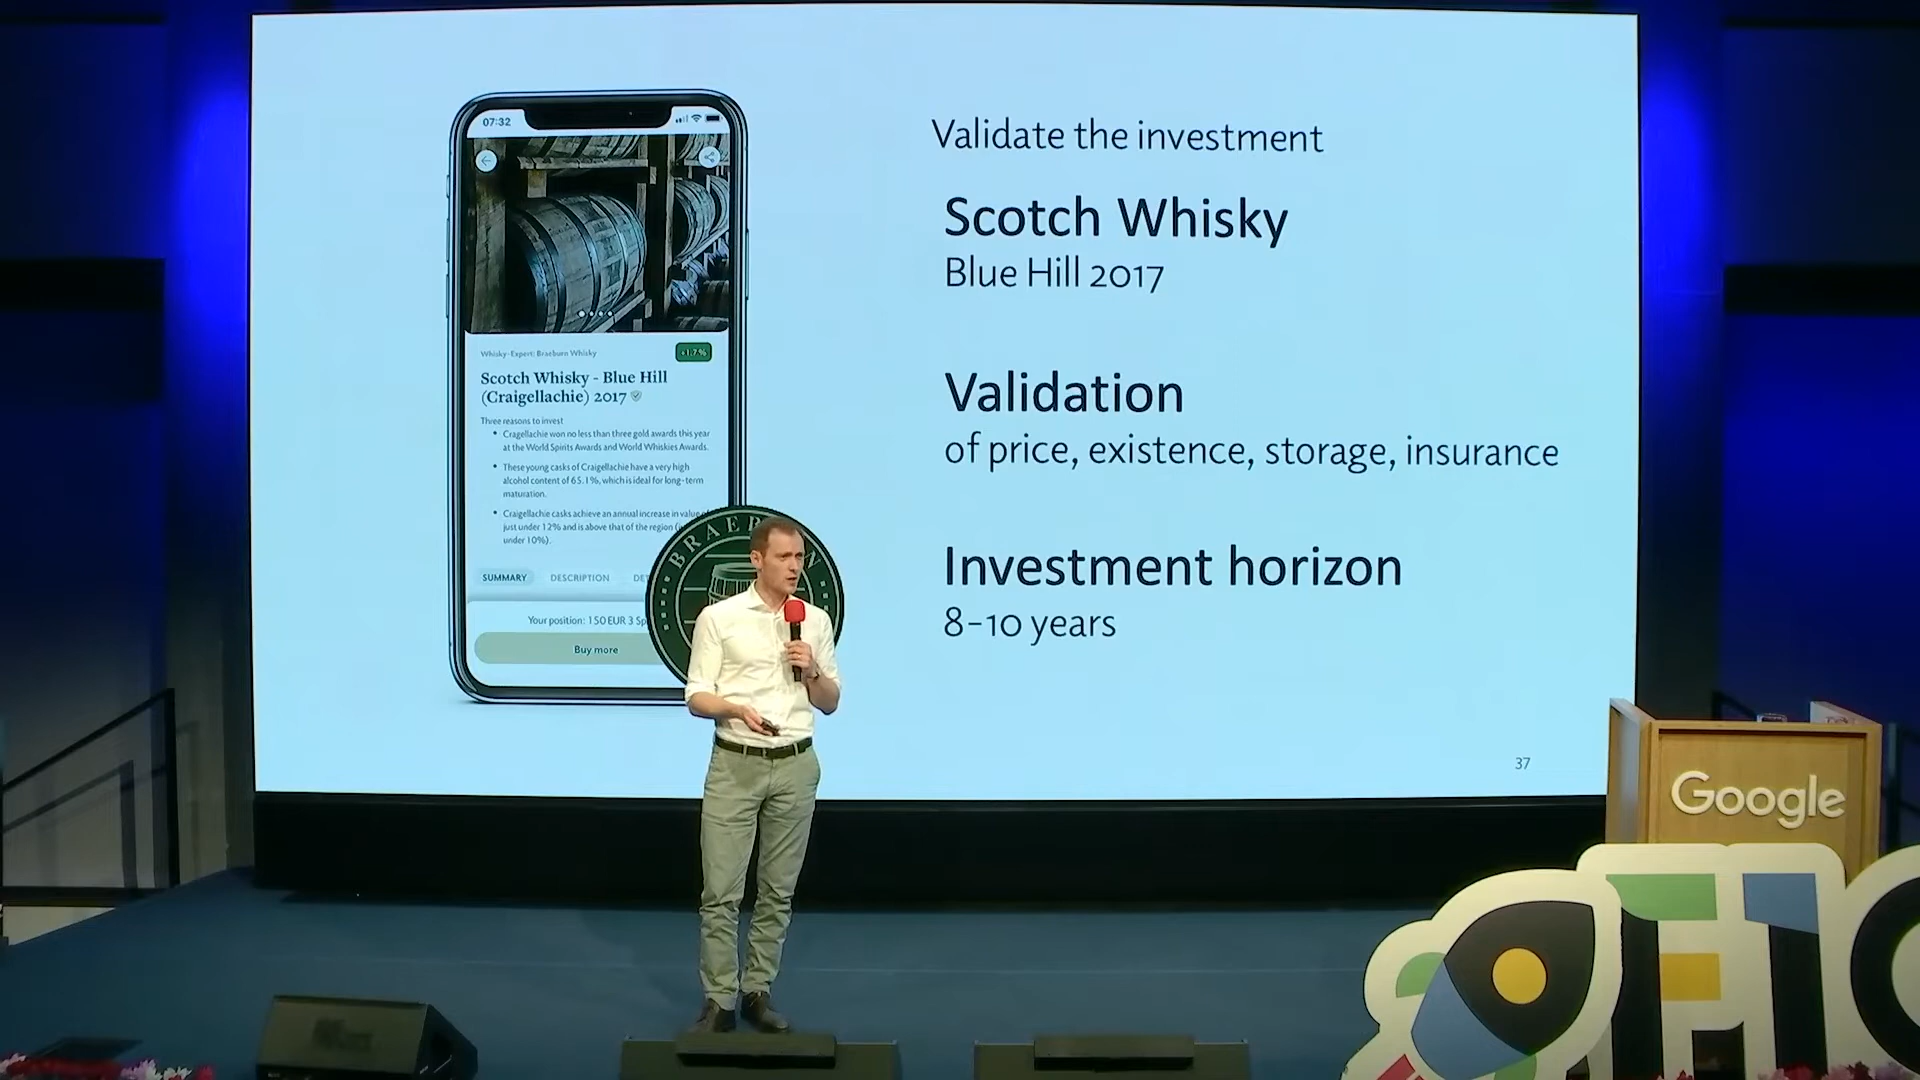 07:32
Whisky-Expert: Braeburn Whisky
+1.7 %
Scotch Whisky - Blue Hill
(Craigellachie) 2017
Three reasons to invest
Cragellachie won no less than three gold awards this year
at the World Spirits Awards and World Whiskies Awards.
These young casks of Craigellachie have a very high
alcohol content of 65.1%, which is ideal for long-term
maturation.
Craigellachie casks achieve an annual increase in value
just under 12% and is above that of the region
under 10%).
SUMMARY
DESCRIPTION
Your position: 150 EUR 3
Buy more
Validate the investment
Scotch Whisky
Blue Hill 2017
Validation
of price, existence, storage, insurance
Investment horizon
8-10 years
37
Google